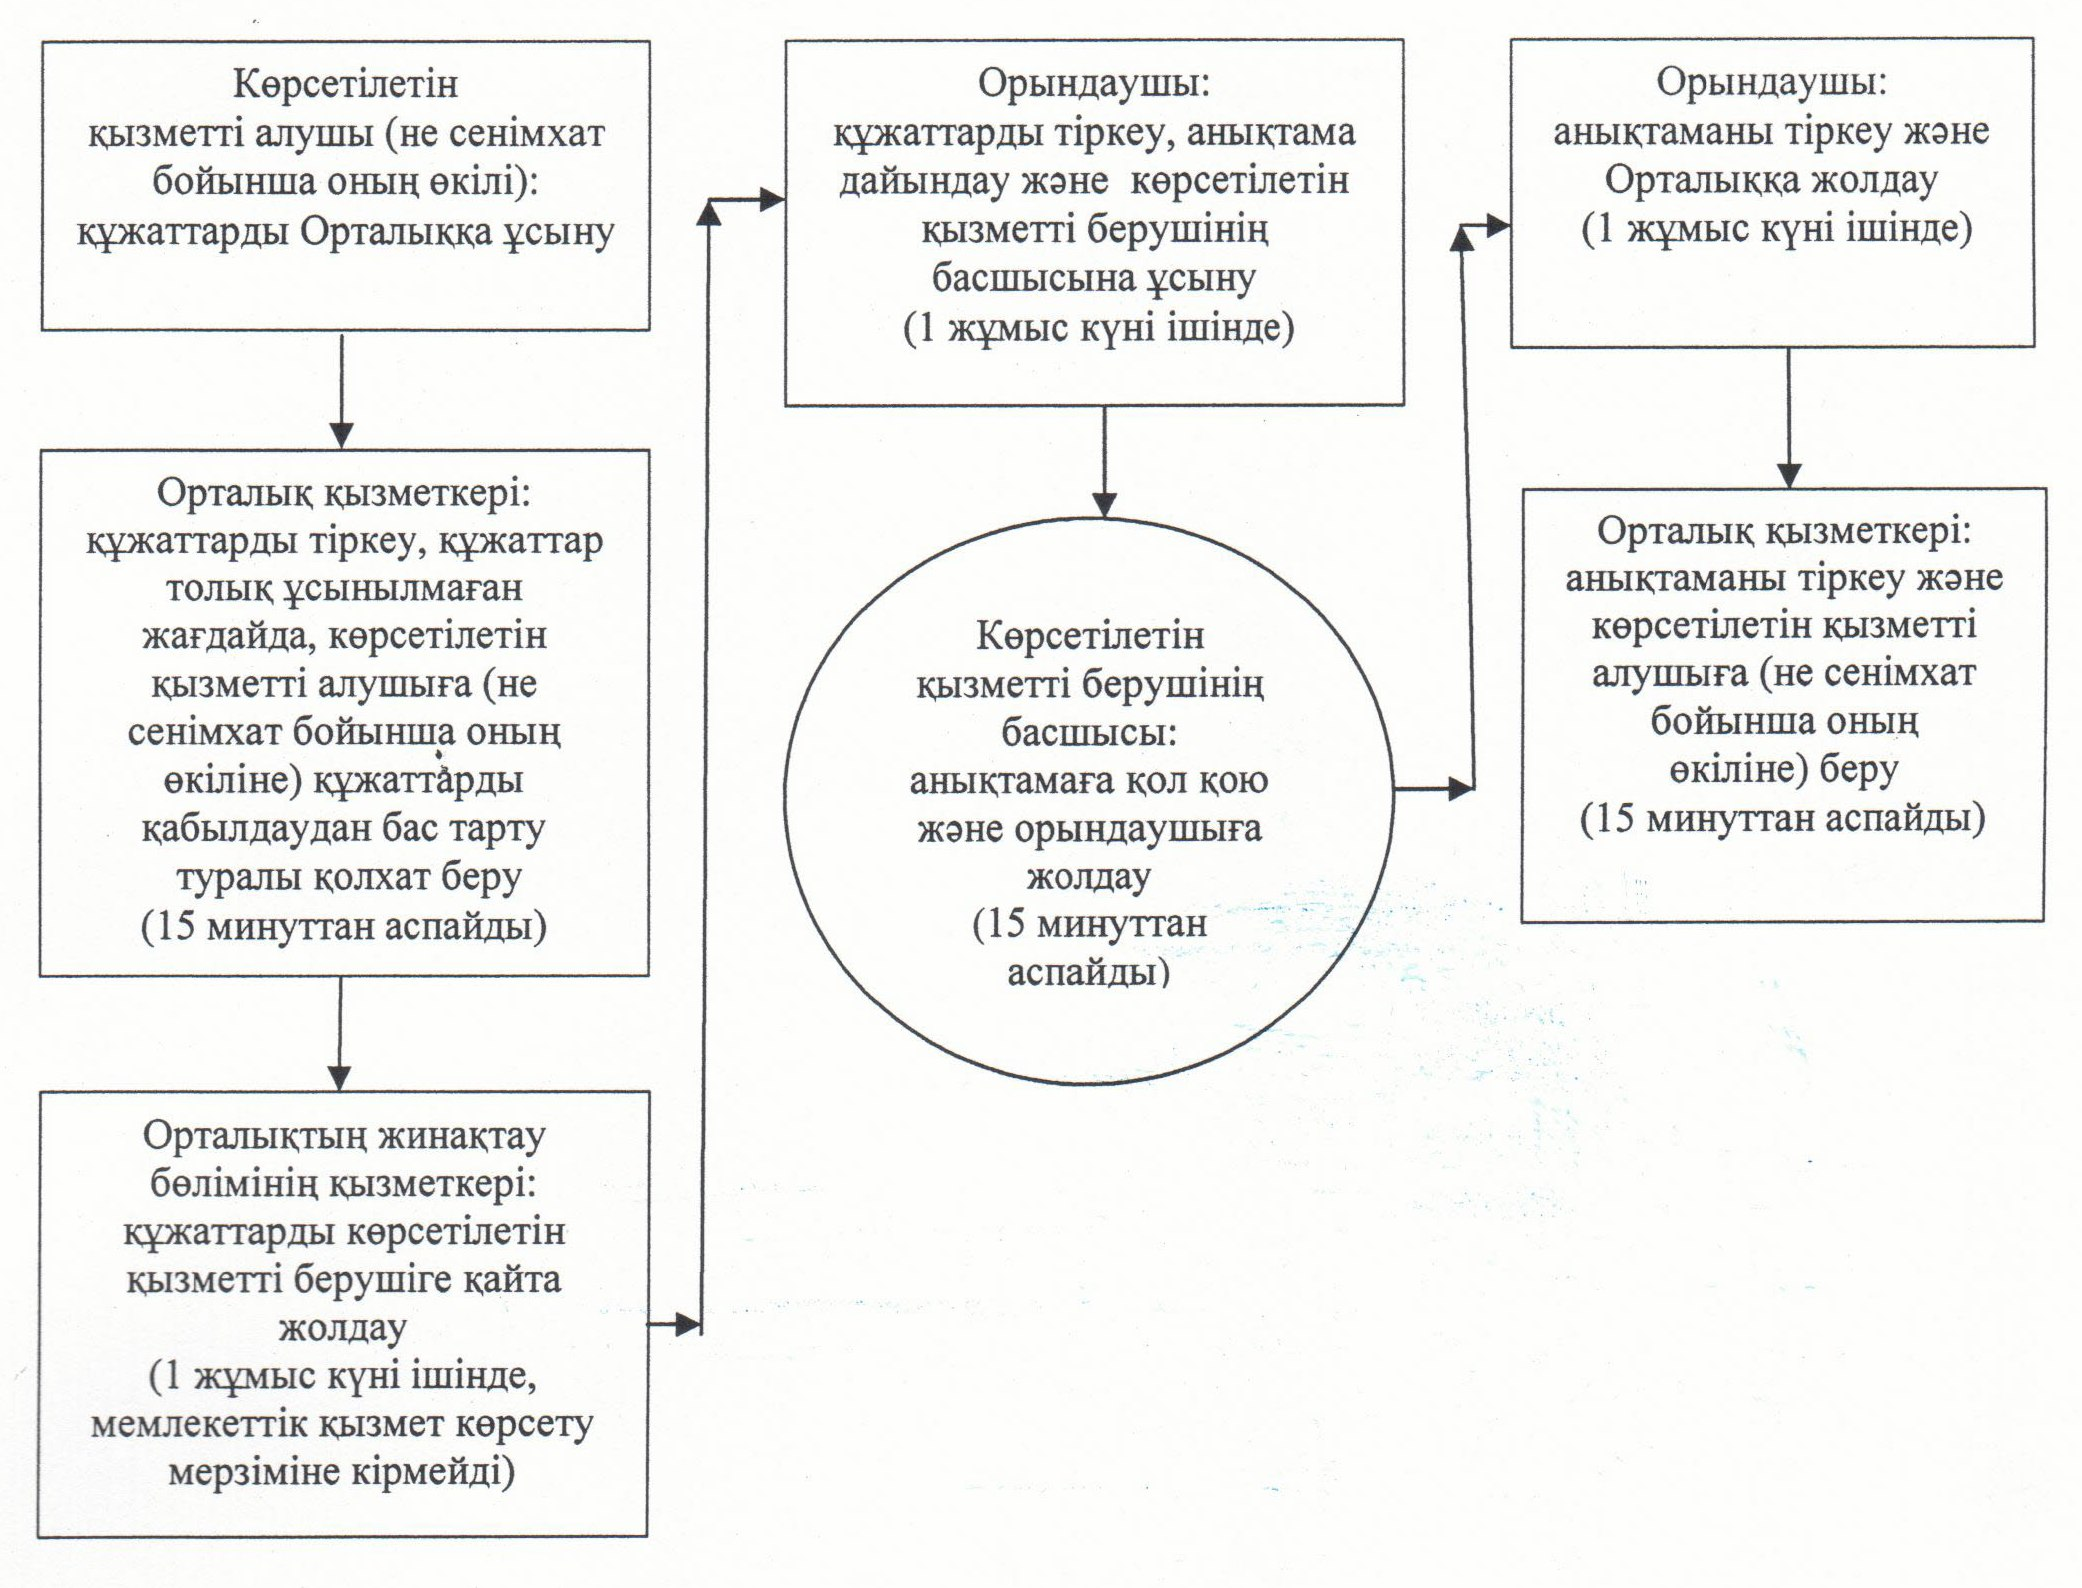 Көрсетілетін
қызметті алушы (не сенімхат
бойынша оның өкілі):
құжаттарды Орталыққа ұсыну
Орталық қызметкері:
құжаттарды тіркеу, құжаттар
толық ұсынылмаған
жағдайда, көрсетілетін
қызметті алушыға (не
сенімхат бойынша оның
өкіліне) құжаттарды
қабылдаудан бас тарту
туралы қолхат беру
(15 минуттан аспайды)
Орталықтың жинақтау
бөлімінің қызметкері:
құжаттарды көрсетілетін
қызметті берушіге қайта
жолдау
(1 жұмыс күні ішінде,
мемлекеттік қызмет көрсету
мерзіміне кірмейді)
Орындаушы:
құжаттарды тіркеу, анықтама
дайындау және көрсетілетін
қызметті берушінің
басшысына ұсыну
(1 жұмыс күні ішінде)
Көрсетілетін
қызметті берушінің
басшысы:
анықтамаға қол қою
және орындаушыға
жолдау
(15 минуттан
аспайды)
Орындаушы:
анықтаманы тіркеу және
Орталыққа жолдау
(1 жұмыс күні ішінде)
Орталық қызметкері:
анықтаманы тіркеу және
көрсетілетін қызметті
алушыға (не сенімхат
бойынша оның
өкіліне) беру
(15 минуттан аспайды)